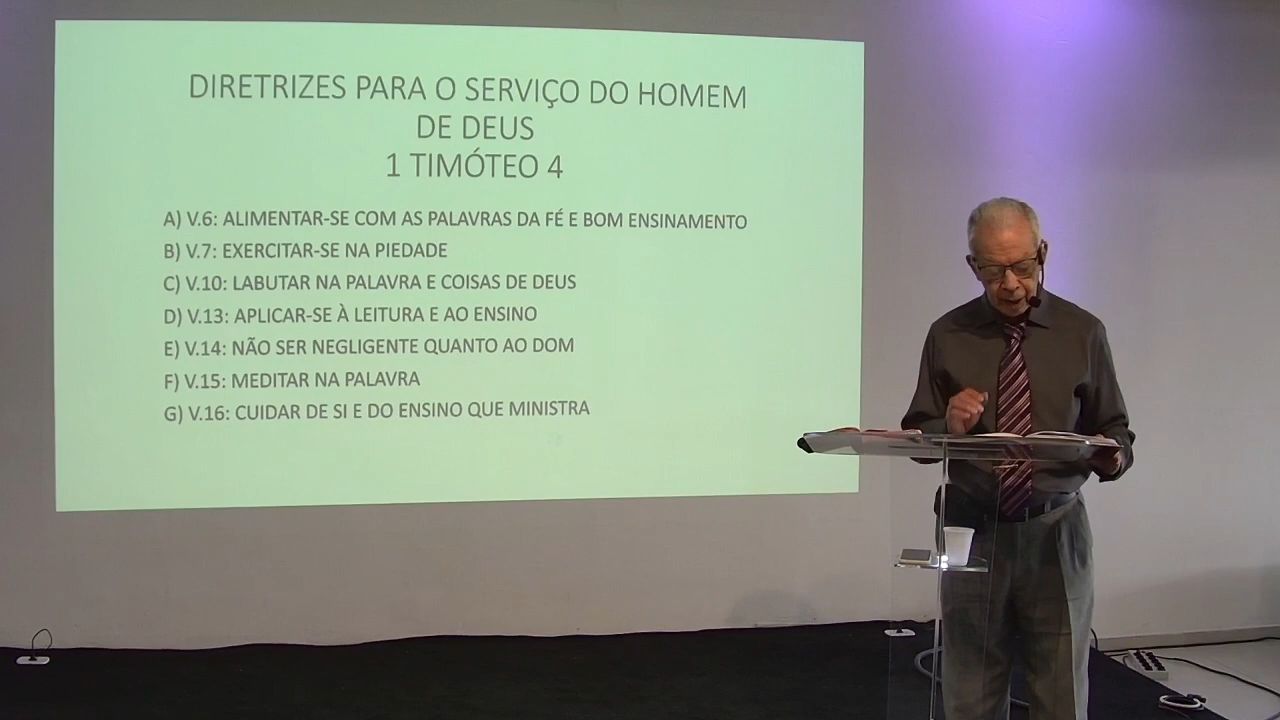 DIRETRIZES PARA O SERVIÇO DO HOMEM
DE DEUS
1 TIMÓTEO 4
A) V.6: ALIMENTAR-SE COM AS PALAVRAS DA FÉ E BOM ENSINAMENTO
B) V.7: EXERCITAR-SE NA PIEDADE
C) V.10: LABUTAR NA PALAVRA E COISAS DE DEUS
D) V.13: APLICAR-SE À LEITURA E AO ENSINO
E) V.14: NÃO SER NEGLIGENTE QUANTO AO DOM
F) V.15: MEDITAR NA PALAVRA
G) V.16: CUIDAR DE SI E DO ENSINO QUE MINISTRA